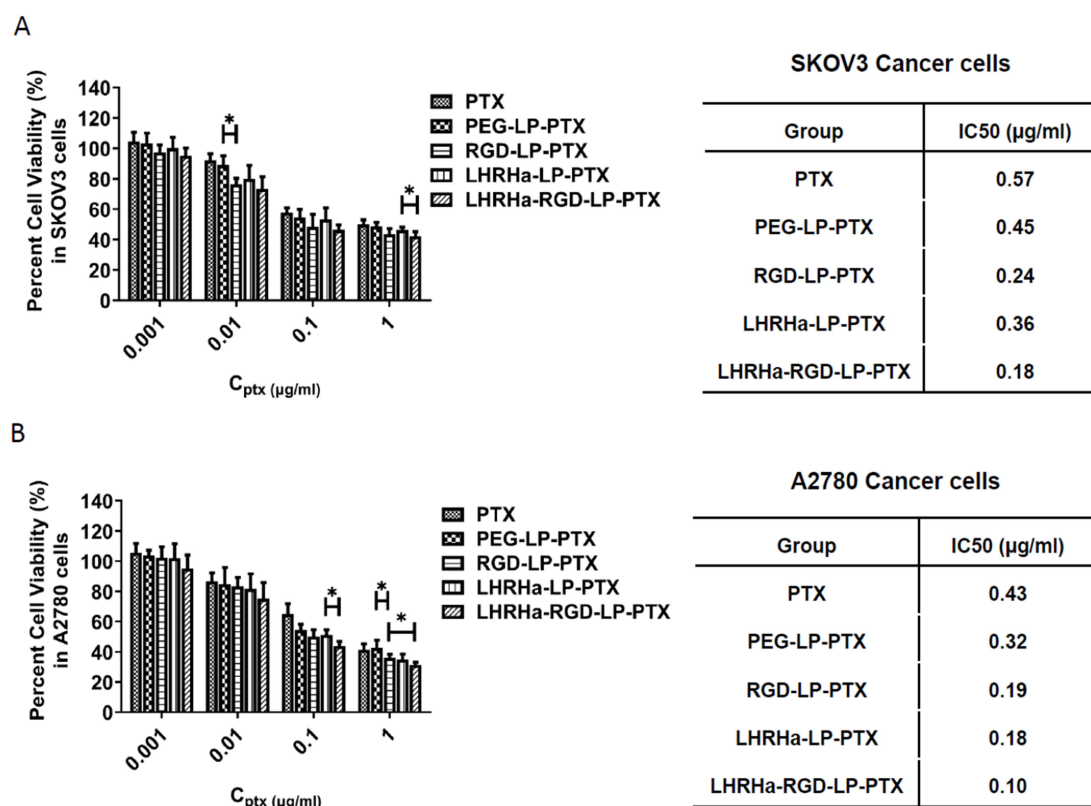 A
Percent Cell Viability (%)
in SKOV3 cells
140
120
100
80
60
40
20
0
*
*
0.001
0.01
0.1
1
Cptx (µg/ml)
PTX
PEG-LP-PTX
RGD-LP-PTX
LHRHa-LP-PTX
LHRHa-RGD-LP-PTX
SKOV3 Cancer cells
Group IC50 (µg/ml)
PTX 0.57
PEG-LP-PTX 0.45
RGD-LP-PTX 0.24
LHRHa-LP-PTX 0.36
LHRHa-RGD-LP-PTX 0.18
B
Percent Cell Viability (%)
in A2780 cells
140
120
100
80
60
40
20
0
*
*
*
0.001
0.01
0.1
1
Cptx (µg/ml)
PTX
PEG-LP-PTX
RGD-LP-PTX
LHRHa-LP-PTX
LHRHa-RGD-LP-PTX
A2780 Cancer cells
Group IC50 (µg/ml)
PTX 0.43
PEG-LP-PTX 0.32
RGD-LP-PTX 0.19
LHRHa-LP-PTX 0.18
LHRHa-RGD-LP-PTX 0.10